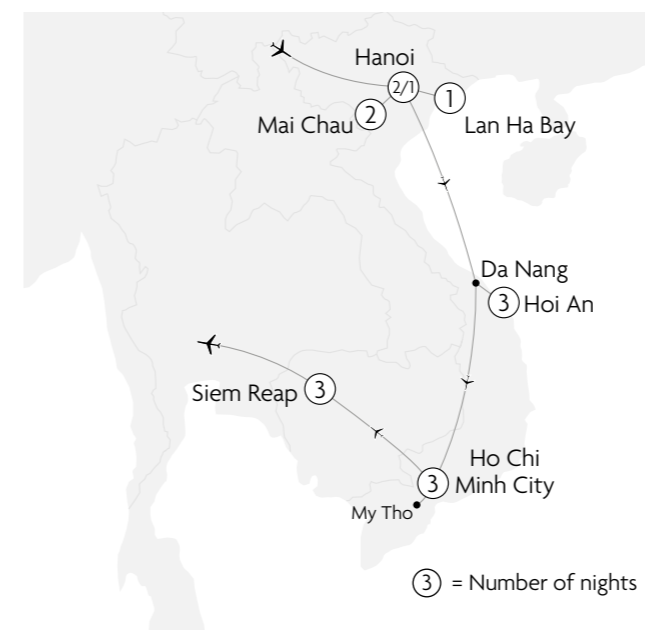 Hanoi
2/1
1
2
Mai Chau
Lan Ha Bay
Da Nang
3
Hoi An
Siem Reap
3
Ho Chi
Minh City
3
My Tho
3 = Number of nights